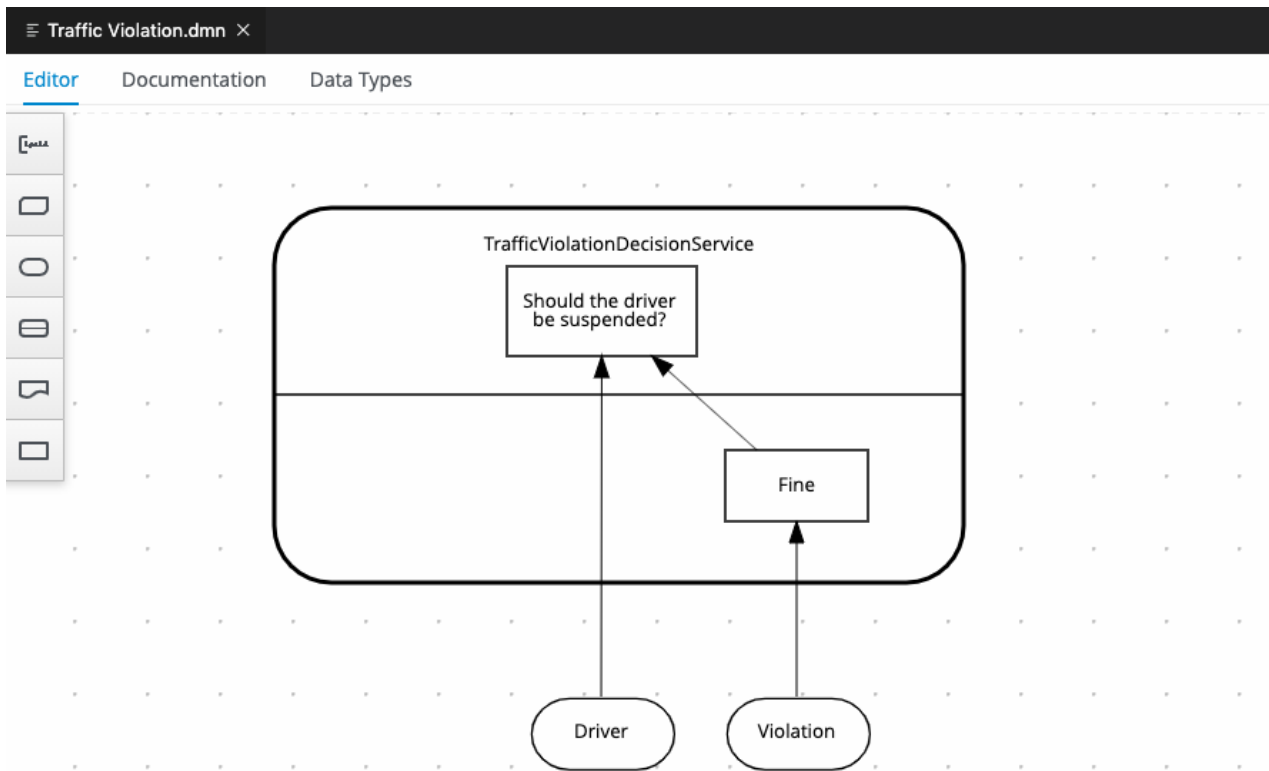 Traffic Violation.dmn
Editor Documentation Data Types
TrafficViolationDecisionService
Should the driver
be suspended?
Fine
Driver Violation